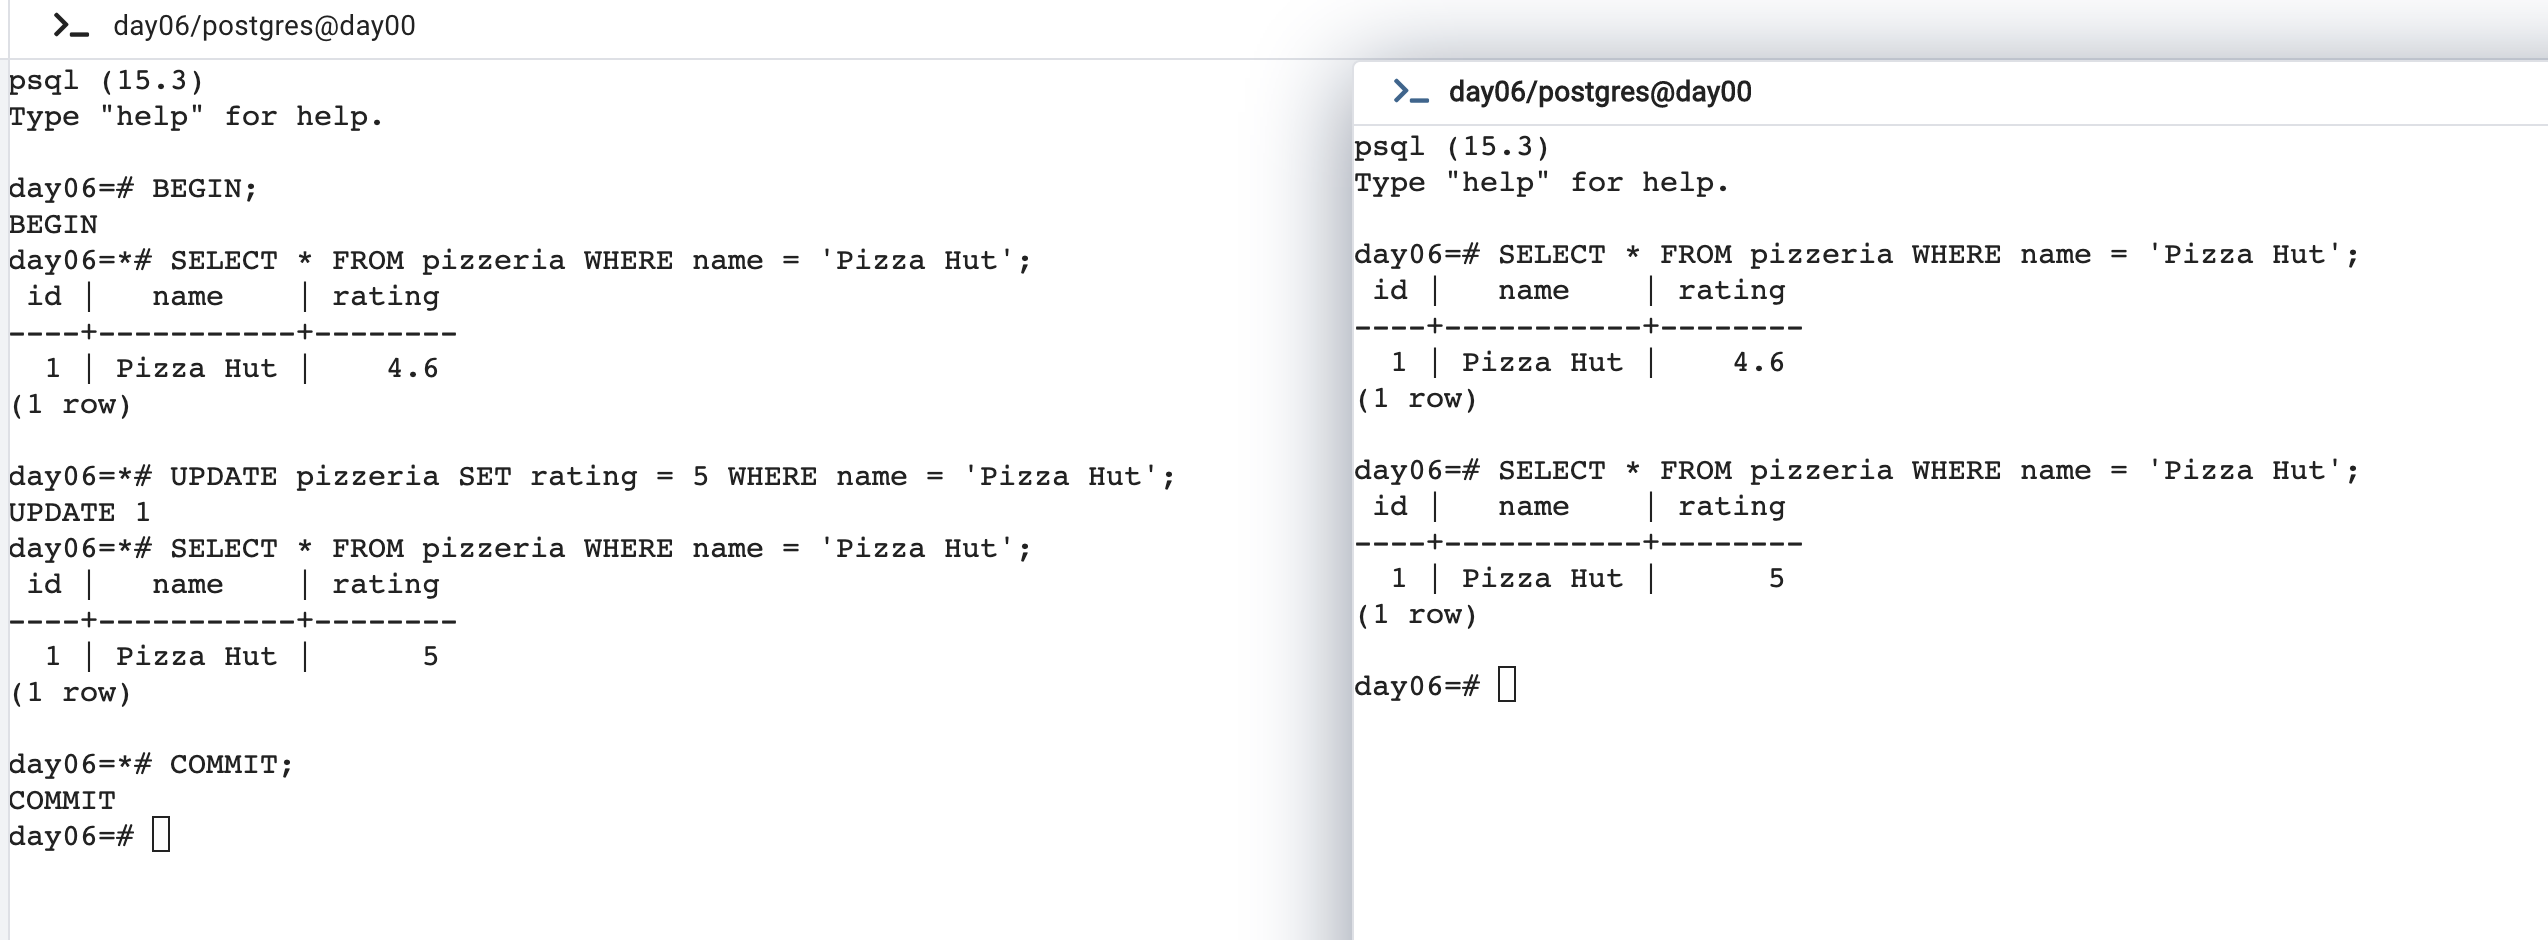 day06/postgres@day00
psql (15.3)
Type "help" for help.
day06=# BEGIN;
BEGIN
day06=*# SELECT * FROM pizzeria WHERE name = 'Pizza Hut';
 id |   name    | rating
----+-----------+--------
  1 | Pizza Hut |    4.6
(1 row)
day06=*# UPDATE pizzeria SET rating = 5 WHERE name = 'Pizza Hut';
UPDATE 1
day06=*# SELECT * FROM pizzeria WHERE name = 'Pizza Hut';
 id |   name    | rating
----+-----------+--------
  1 | Pizza Hut |      5
(1 row)
day06=*# COMMIT;
COMMIT
day06=#
day06/postgres@day00
psql (15.3)
Type "help" for help.
day06=# SELECT * FROM pizzeria WHERE name = 'Pizza Hut';
 id |   name    | rating
----+-----------+--------
  1 | Pizza Hut |    4.6
(1 row)
day06=# SELECT * FROM pizzeria WHERE name = 'Pizza Hut';
 id |   name    | rating
----+-----------+--------
  1 | Pizza Hut |      5
(1 row)
day06=#